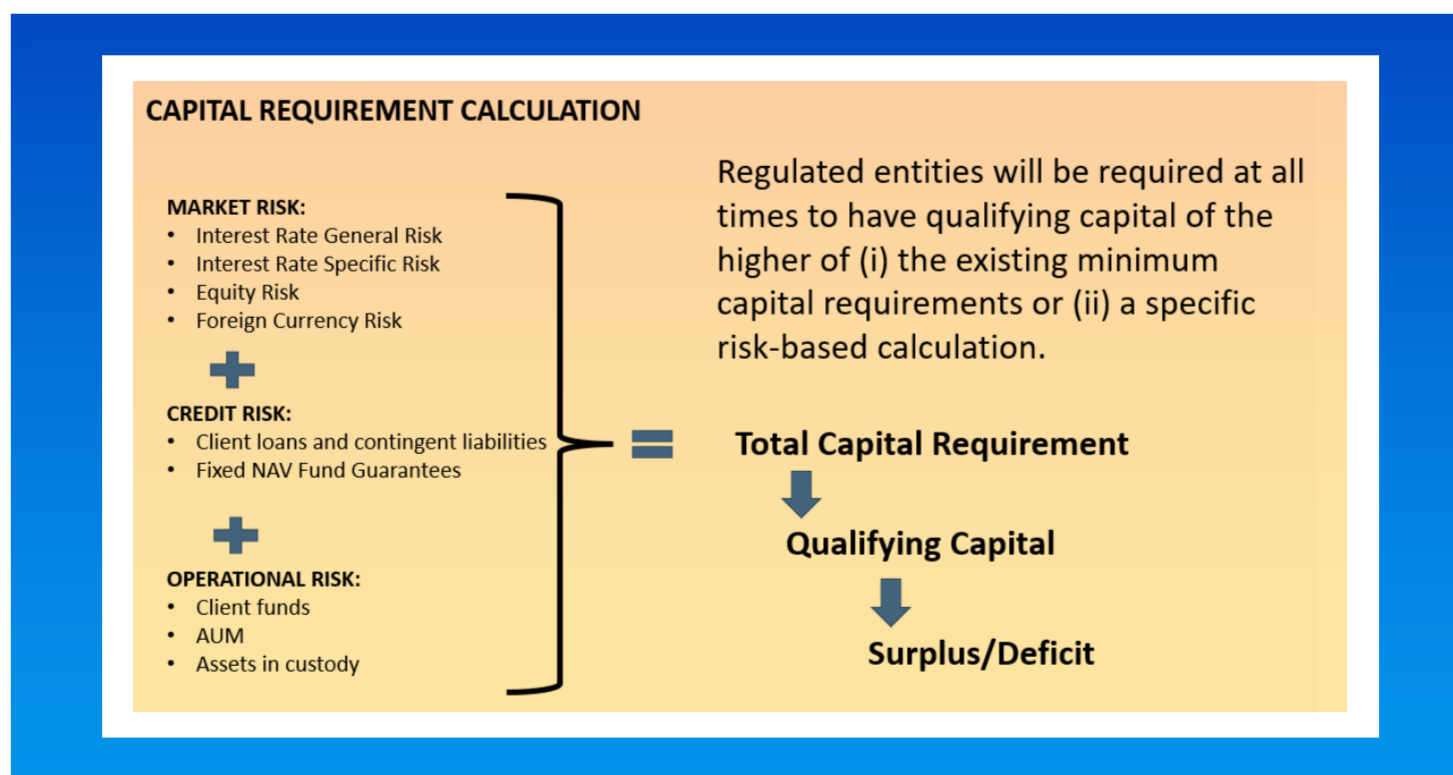 CAPITAL REQUIREMENT CALCULATION
MARKET RISK:
• Interest Rate General Risk
• Interest Rate Specific Risk
• Equity Risk
• Foreign Currency Risk
CREDIT RISK:
• Client loans and contingent liabilities
• Fixed NAV Fund Guarantees
OPERATIONAL RISK:
• Client funds
• AUM
• Assets in custody
Regulated entities will be required at all
times to have qualifying capital of the
higher of (i) the existing minimum
capital requirements or (ii) a specific
risk-based calculation.
Total Capital Requirement
Qualifying Capital
Surplus/Deficit